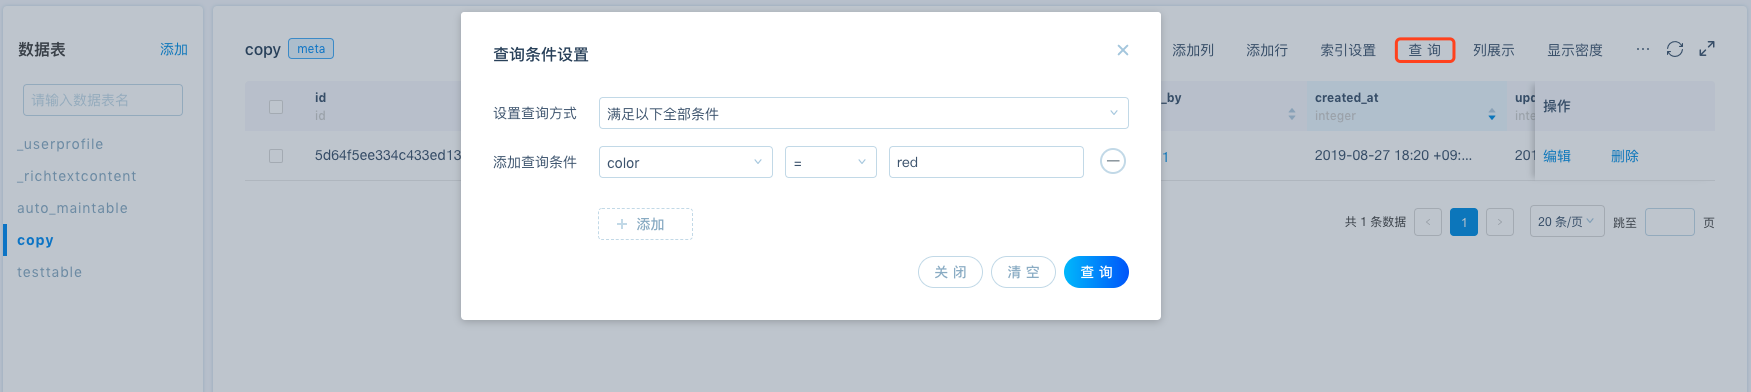 数据表 添加
请输入数据表名
_userprofile
_richtextcontent
auto_maintable
copy
testtable
copy meta
添加列 添加行 索引设置 查 询 列展示 显示密度 ···
id
id
_by
created_at
integer
upd
inte
操作
5d64f5ee334c433ed13
1
2019-08-27 18:20 +09:...
201
编辑 删除
共 1 条数据 < 1 > 20 条/页 跳至 页
查询条件设置
设置查询方式 满足以下全部条件
添加查询条件 color = red
+ 添加
关 闭 清 空 查 询